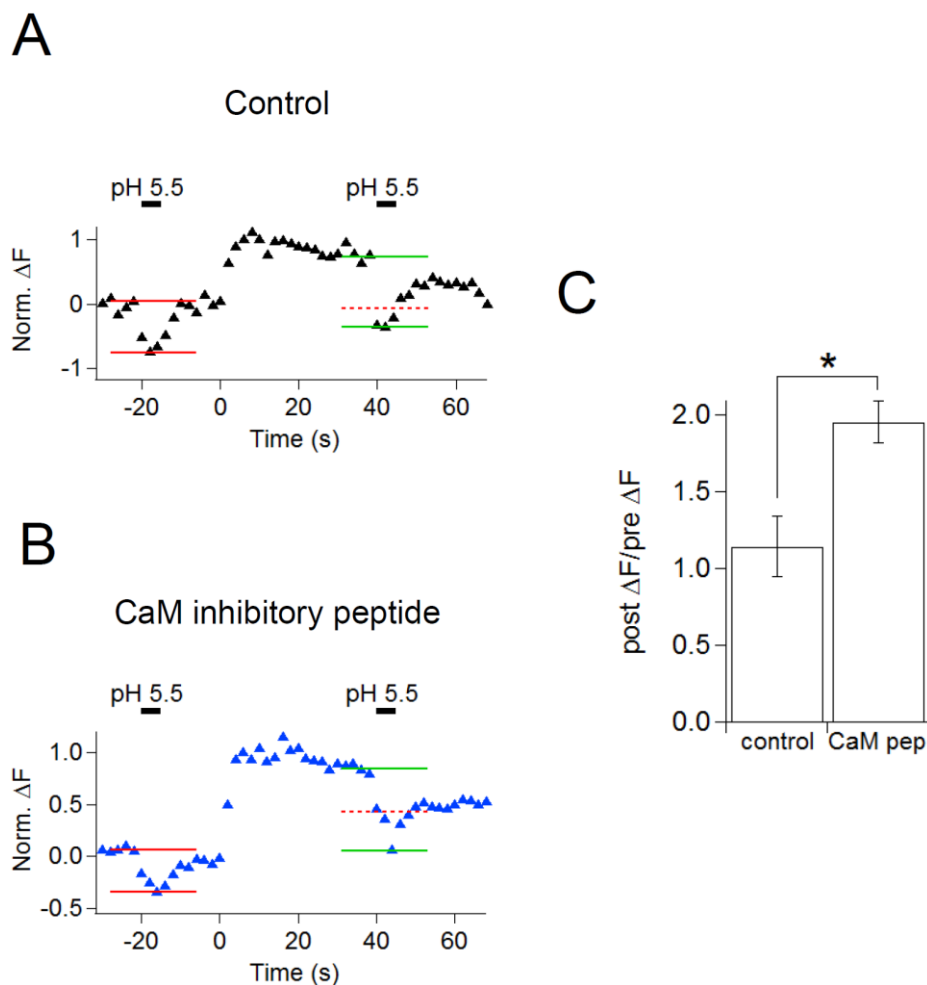 A
Control
pH 5.5 pH 5.5
Norm. ΔF
1
0
-1
-20 0 20 40 60
Time (s)
B
CaM inhibitory peptide
pH 5.5 pH 5.5
Norm. ΔF
1.0
0.5
0.0
-0.5
-20 0 20 40 60
Time (s)
C
*
post ΔF/pre ΔF
2.0
1.5
1.0
0.5
0.0
control CaM pep